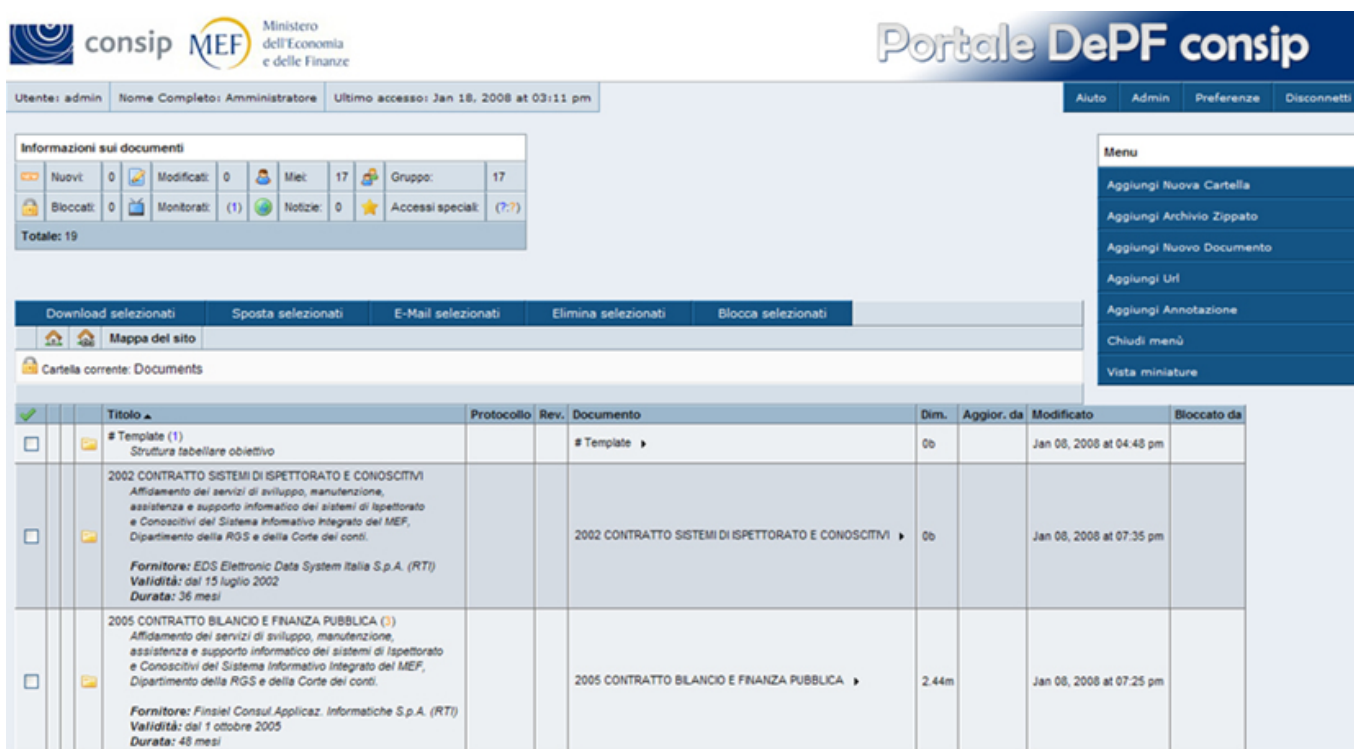 consip MEF Ministero
dell'Economia
e delle Finanze
Portale DePF consip
Utente: admin Nome Completo: Amministratore Ultimo accesso: Jan 18, 2008 at 03:11 pm
Aiuto Admin Preferenze Disconnetti
Informazioni sui documenti
Nuovi: 0 Modificati: 0 Miei: 17 Gruppo: 17
Bloccati: 0 Monitorati: (1) Notizie: 0 Accessi speciali: (?:?)
Totale: 19
Menu
Aggiungi Nuova Cartella
Aggiungi Archivio Zippato
Aggiungi Nuovo Documento
Aggiungi Url
Aggiungi Annotazione
Chiudi menù
Vista miniature
Download selezionati Sposta selezionati E-Mail selezionati Elimina selezionati Blocca selezionati
Mappa del sito
Cartella corrente: Documents
Titolo Protocollo Rev. Documento Dim. Aggior. da Modificato Bloccato da
# Template (1)
Struttura tabellare obiettivo
# Template 0b Jan 08, 2008 at 04:48 pm
2002 CONTRATTO SISTEMI DI ISPETTORATO E CONOSCITIVI
Affidamento dei servizi di sviluppo, manutenzione,
assistenza e supporto informatico dei sistemi di Ispettorato
e Conoscitivi del Sistema Informativo Integrato del MEF,
Dipartimento della RGS e della Corte dei conti.
Fornitore: EDS Elettronic Data System Italia S.p.A. (RTI)
Validità: dal 15 luglio 2002
Durata: 36 mesi
2002 CONTRATTO SISTEMI DI ISPETTORATO E CONOSCITIVI 0b Jan 08, 2008 at 07:35 pm
2005 CONTRATTO BILANCIO E FINANZA PUBBLICA (3)
Affidamento dei servizi di sviluppo, manutenzione,
assistenza e supporto informatico dei sistemi di Ispettorato
e Conoscitivi del Sistema Informativo Integrato del MEF,
Dipartimento della RGS e della Corte dei conti.
Fornitore: Finsiel Consul.Applicaz. Informatiche S.p.A. (RTI)
Validità: dal 1 ottobre 2005
Durata: 48 mesi
2005 CONTRATTO BILANCIO E FINANZA PUBBLICA 2.44m Jan 08, 2008 at 07:25 pm